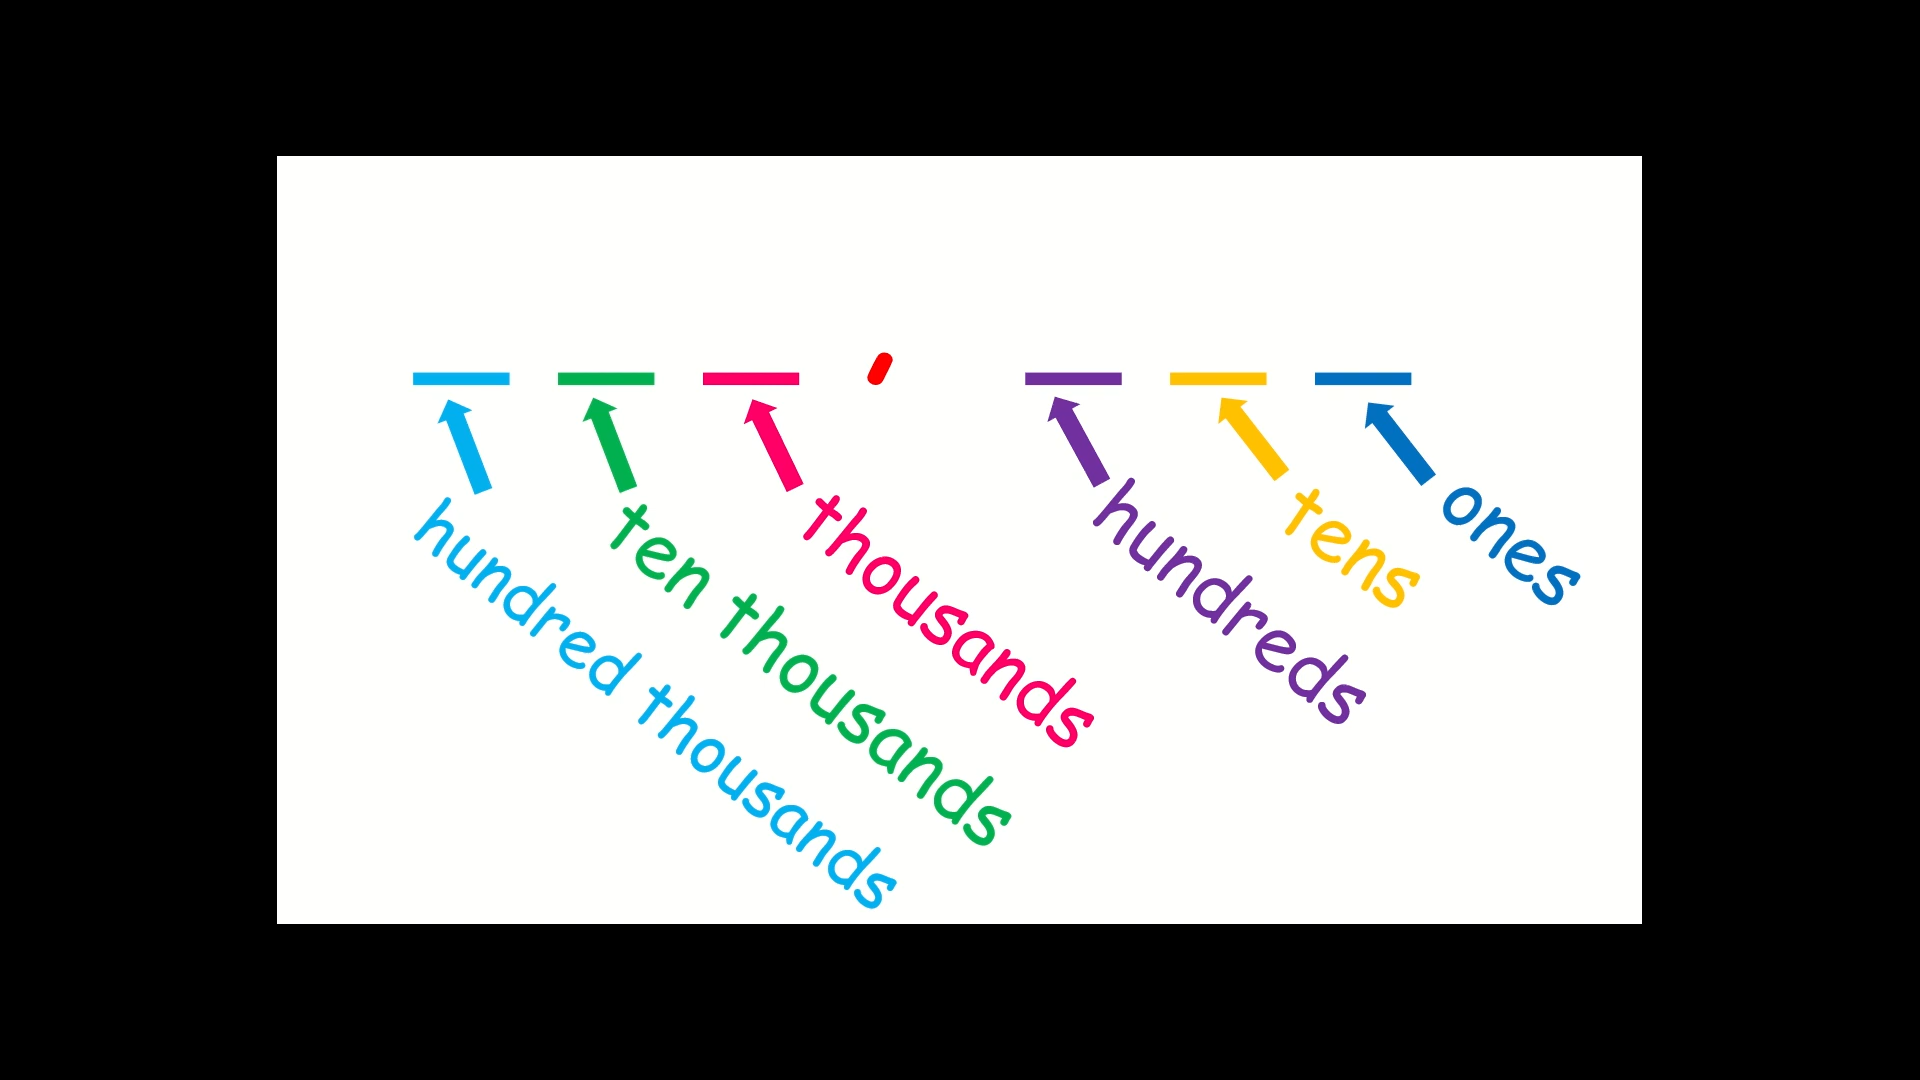 ,
hundred thousands
ten thousands
thousands
hundreds
tens
ones